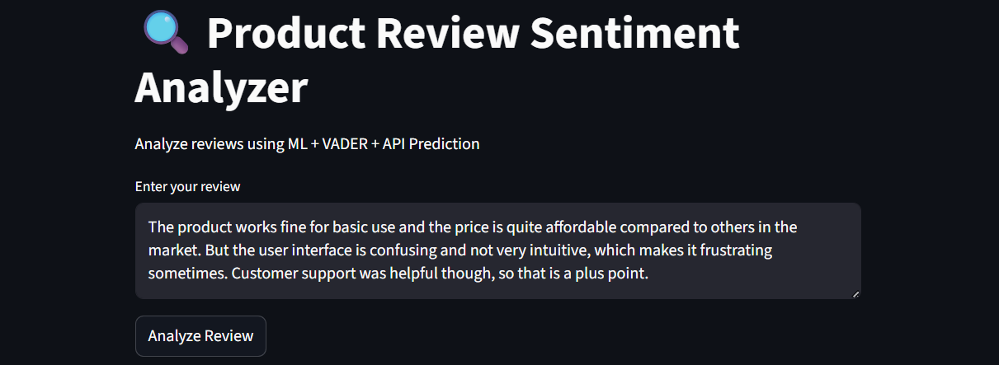 Product Review Sentiment
Analyzer
Analyze reviews using ML + VADER + API Prediction
Enter your review
The product works fine for basic use and the price is quite affordable compared to others in the
market. But the user interface is confusing and not very intuitive, which makes it frustrating
sometimes. Customer support was helpful though, so that is a plus point.
Analyze Review